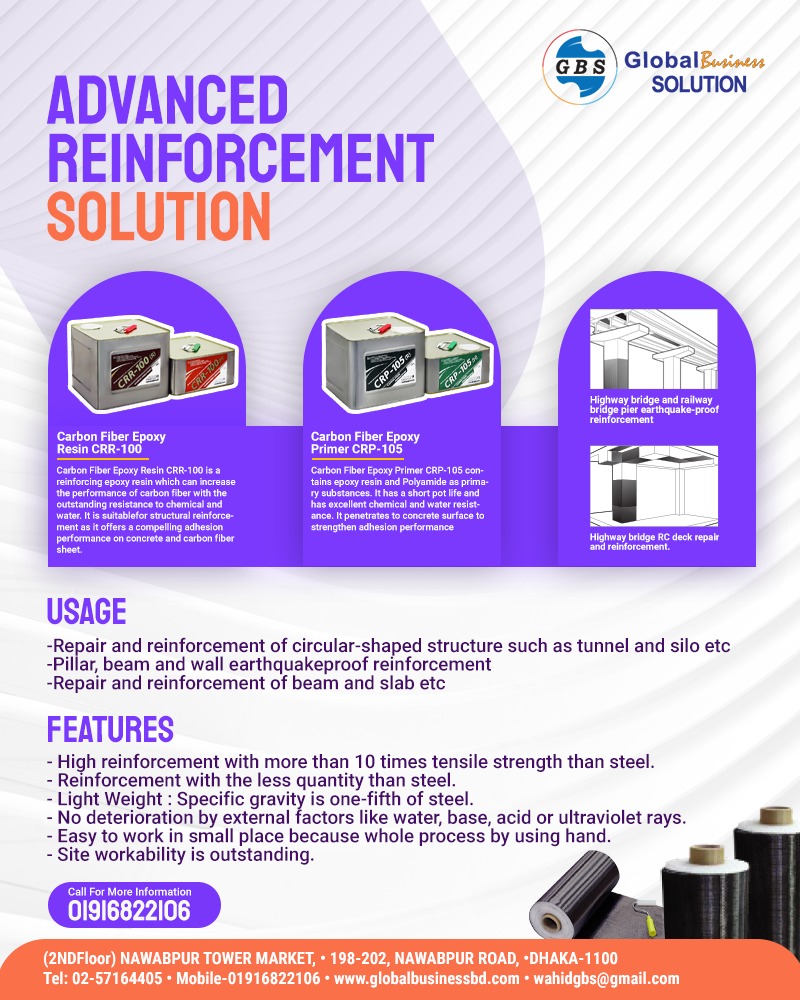 GBS
Global Business
SOLUTION
ADVANCED
REINFORCEMENT
SOLUTION
CRR-100 (R)
CRR-100 (H)
Carbon Fiber Epoxy
Resin CRR-100
Carbon Fiber Epoxy Resin CRR-100 is a
reinforcing epoxy resin which can increase
the performance of carbon fiber with the
outstanding resistance to chemical and
water. It is suitablefor structural reinforce-
ment as it offers a compelling adhesion
performance on concrete and carbon fiber
sheet.
CRP-105 (R)
CRP-105 (H)
Carbon Fiber Epoxy
Primer CRP-105
Carbon Fiber Epoxy Primer CRP-105 con-
tains epoxy resin and Polyamide as prima-
ry substances. It has a short pot life and
has excellent chemical and water resist-
ance. It penetrates to concrete surface to
strengthen adhesion performance
Highway bridge and railway
bridge pier earthquake-proof
reinforcement
Highway bridge RC deck repair
and reinforcement.
USAGE
-Repair and reinforcement of circular-shaped structure such as tunnel and silo etc
-Pillar, beam and wall earthquakeproof reinforcement
-Repair and reinforcement of beam and slab etc
FEATURES
- High reinforcement with more than 10 times tensile strength than steel.
- Reinforcement with the less quantity than steel.
- Light Weight : Specific gravity is one-fifth of steel.
- No deterioration by external factors like water, base, acid or ultraviolet rays.
- Easy to work in small place because whole process by using hand.
- Site workability is outstanding.
Call For More Information
01916822106
(2NDFloor) NAWABPUR TOWER MARKET, • 198-202, NAWABPUR ROAD, •DHAKA-1100
Tel: 02-57164405 • Mobile-01916822106 • www.globalbusinessbd.com • wahidgbs@gmail.com